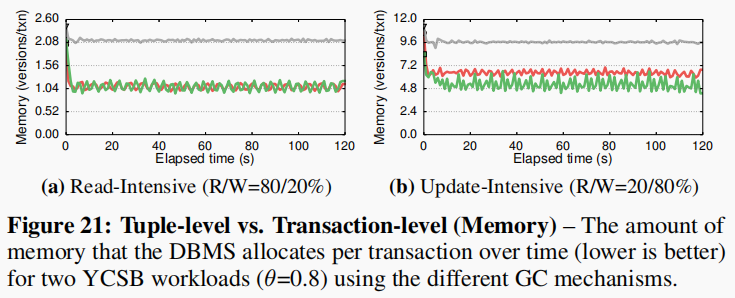 Memory (versions/txn)
2.60
2.08
1.56
1.04
0.52
0.00
0 20 40 60 80 100 120
Elapsed time (s)
(a) Read-Intensive (R/W=80/20%)
Memory (versions/txn)
12.0
9.6
7.2
4.8
2.4
0.0
0 20 40 60 80 100 120
Elapsed time (s)
(b) Update-Intensive (R/W=20/80%)
Figure 21: Tuple-level vs. Transaction-level (Memory) – The amount of
memory that the DBMS allocates per transaction over time (lower is better)
for two YCSB workloads (θ=0.8) using the different GC mechanisms.